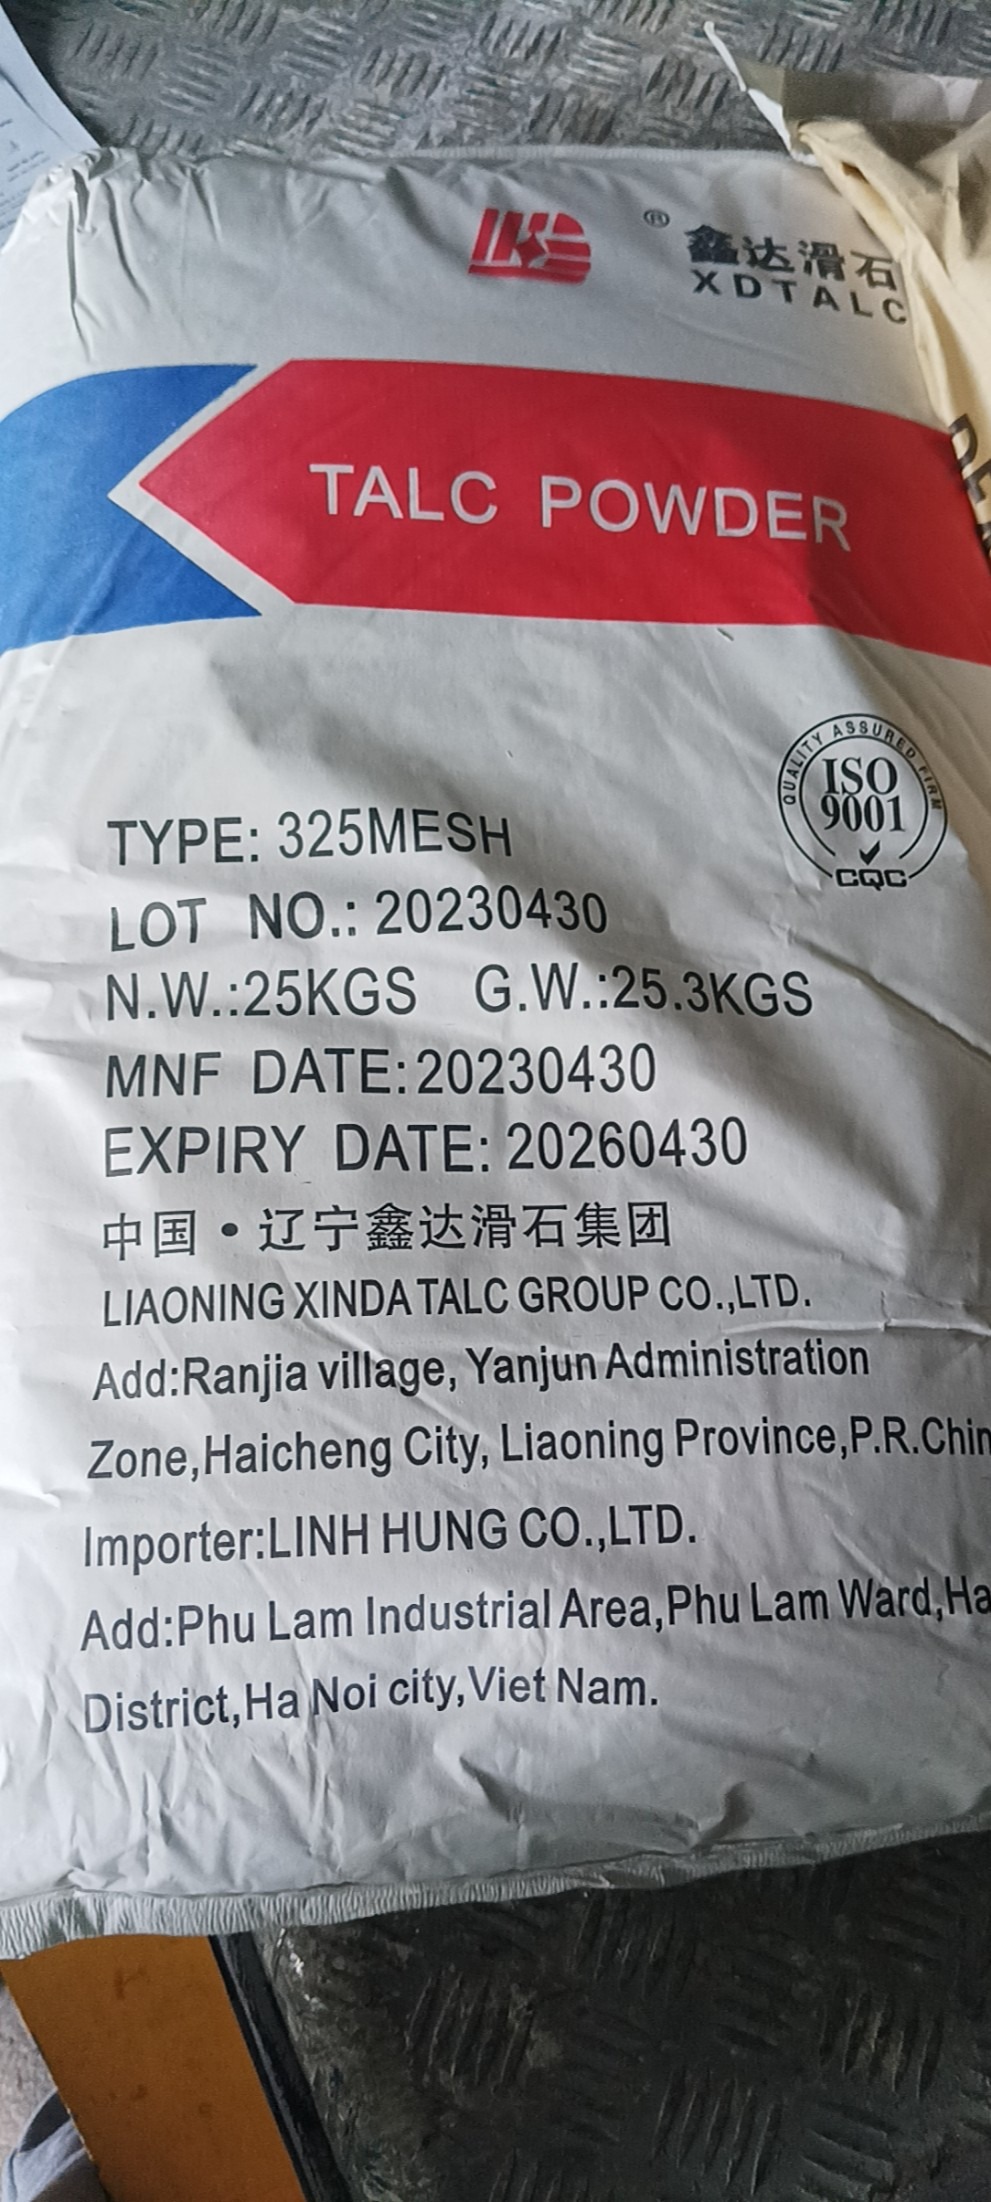 ®
鑫达滑石
XDTALC
TALC POWDER
QUALITY ASSURED FIRM
ISO
9001
CQC
TYPE: 325MESH
LOT NO.: 20230430
N.W.:25KGS G.W.:25.3KGS
MNF DATE:20230430
EXPIRY DATE: 20260430
中国·辽宁鑫达滑石集团
LIAONING XINDA TALC GROUP CO.,LTD.
Add:Ranjia village, Yanjun Administration
Zone,Haicheng City, Liaoning Province,P.R.Chin
Importer:LINH HUNG CO.,LTD.
Add:Phu Lam Industrial Area,Phu Lam Ward,Ha
District,Ha Noi city,Viet Nam.